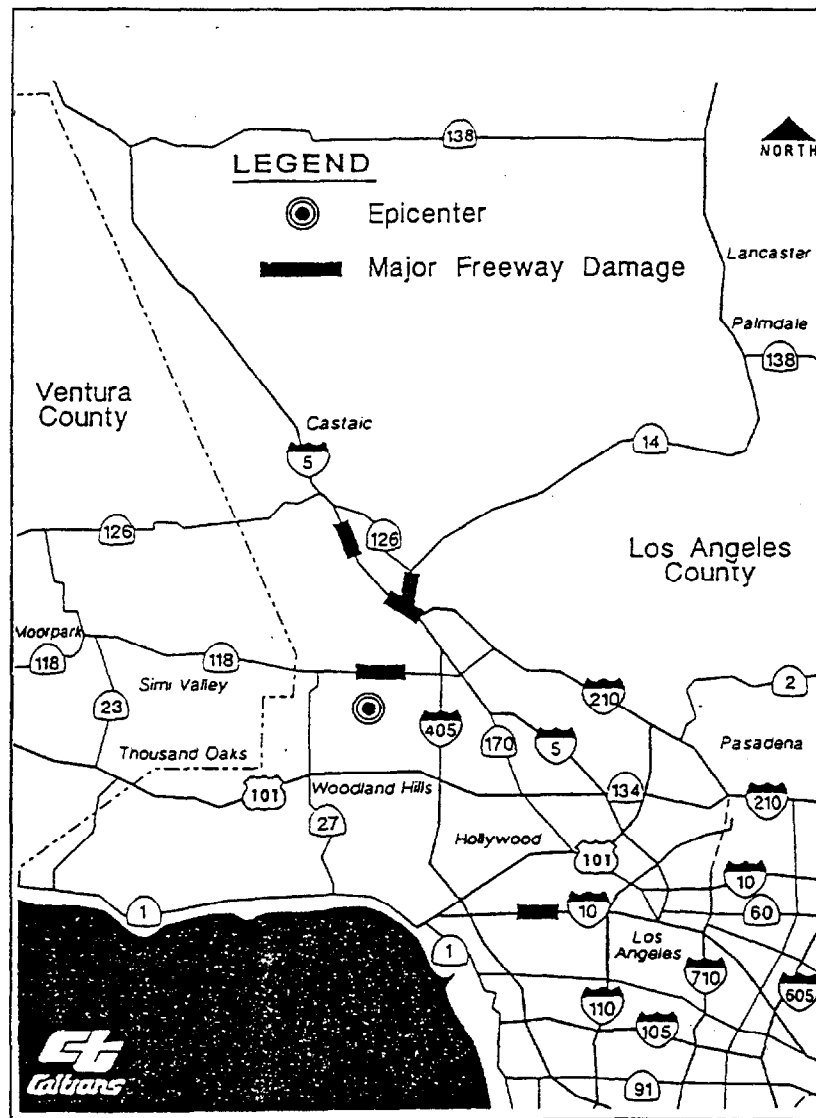 138
NORTH
LEGEND
Epicenter
Major Freeway Damage
Lancaster
Palmdale
138
Ventura
County
Castaic
5
14
126
126
Los Angeles
County
Moorpark
118
118
Simi Valley
23
2
210
405
170
5
Pasadena
Thousand Oaks
101
Woodland Hills
134
210
27
Hollywood
101
10
1
10
60
1
Los
Angeles
710
605
110
105
91
Caltrans